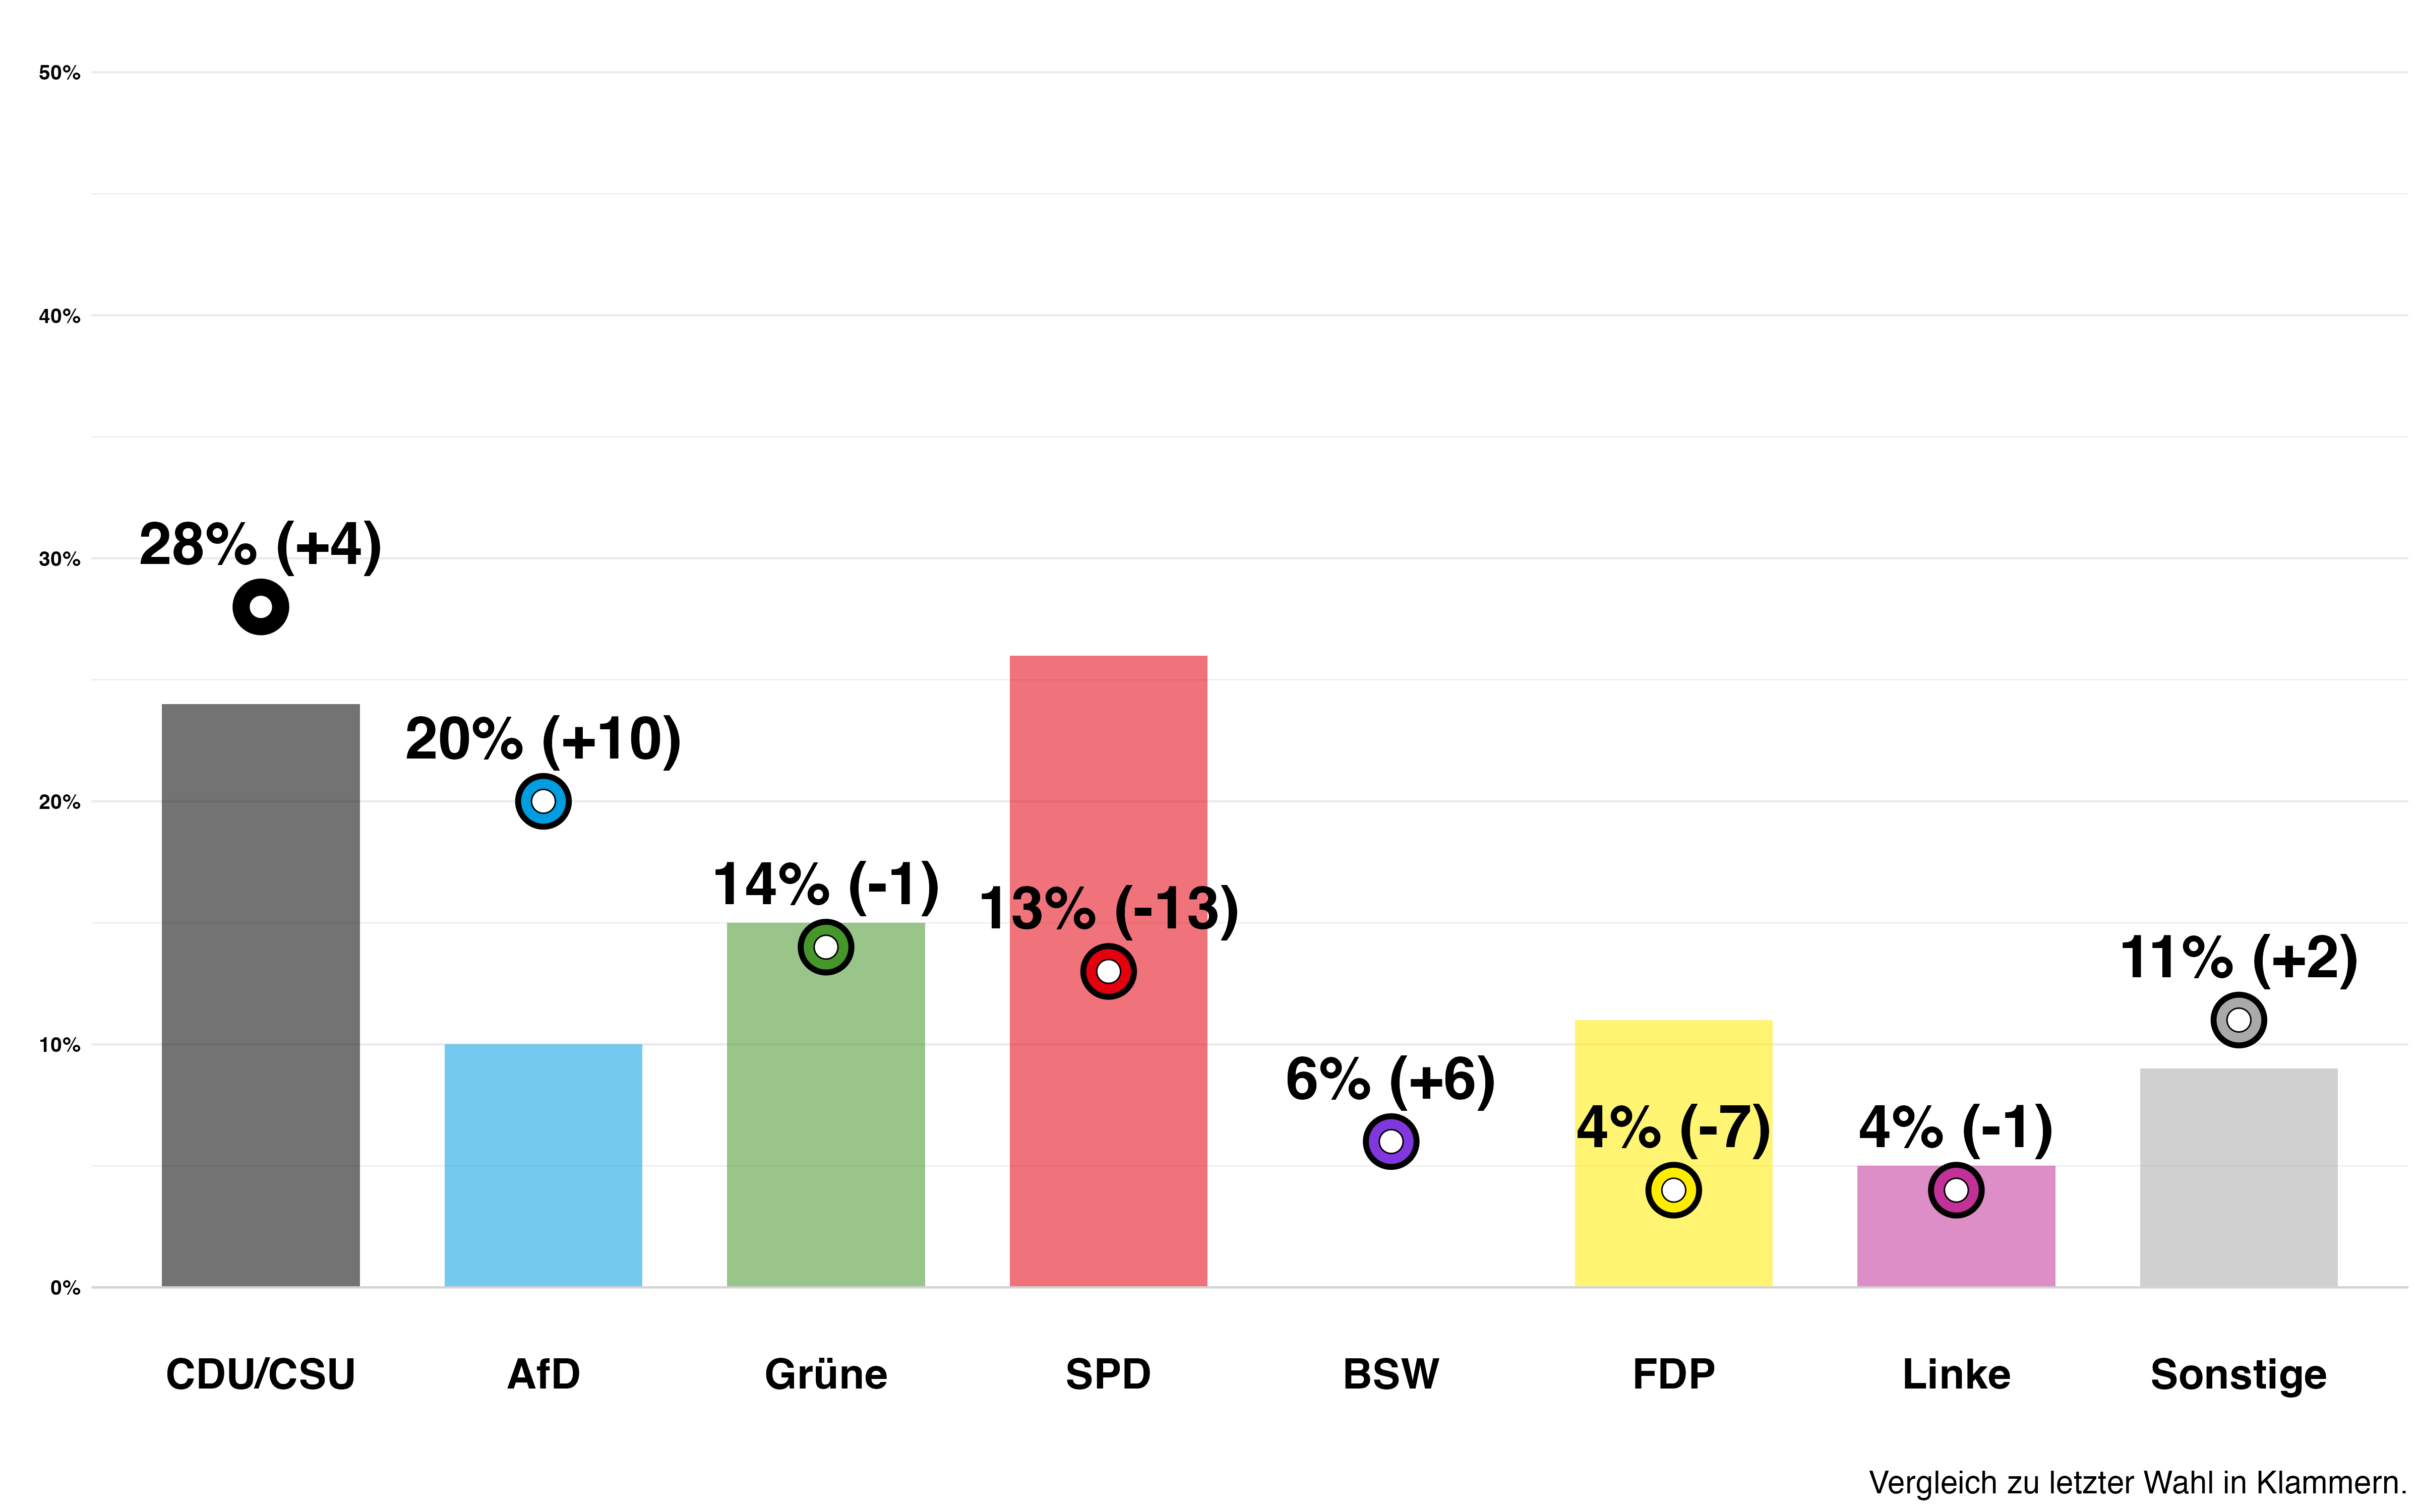 50%
40%
30%
20%
10%
0%
28% (+4)
20% (+10)
14% (-1)
13% (-13)
6% (+6)
4% (-7)
4% (-1)
11% (+2)
CDU/CSU
AfD
Grüne
SPD
BSW
FDP
Linke
Sonstige
Vergleich zu letzter Wahl in Klammern.